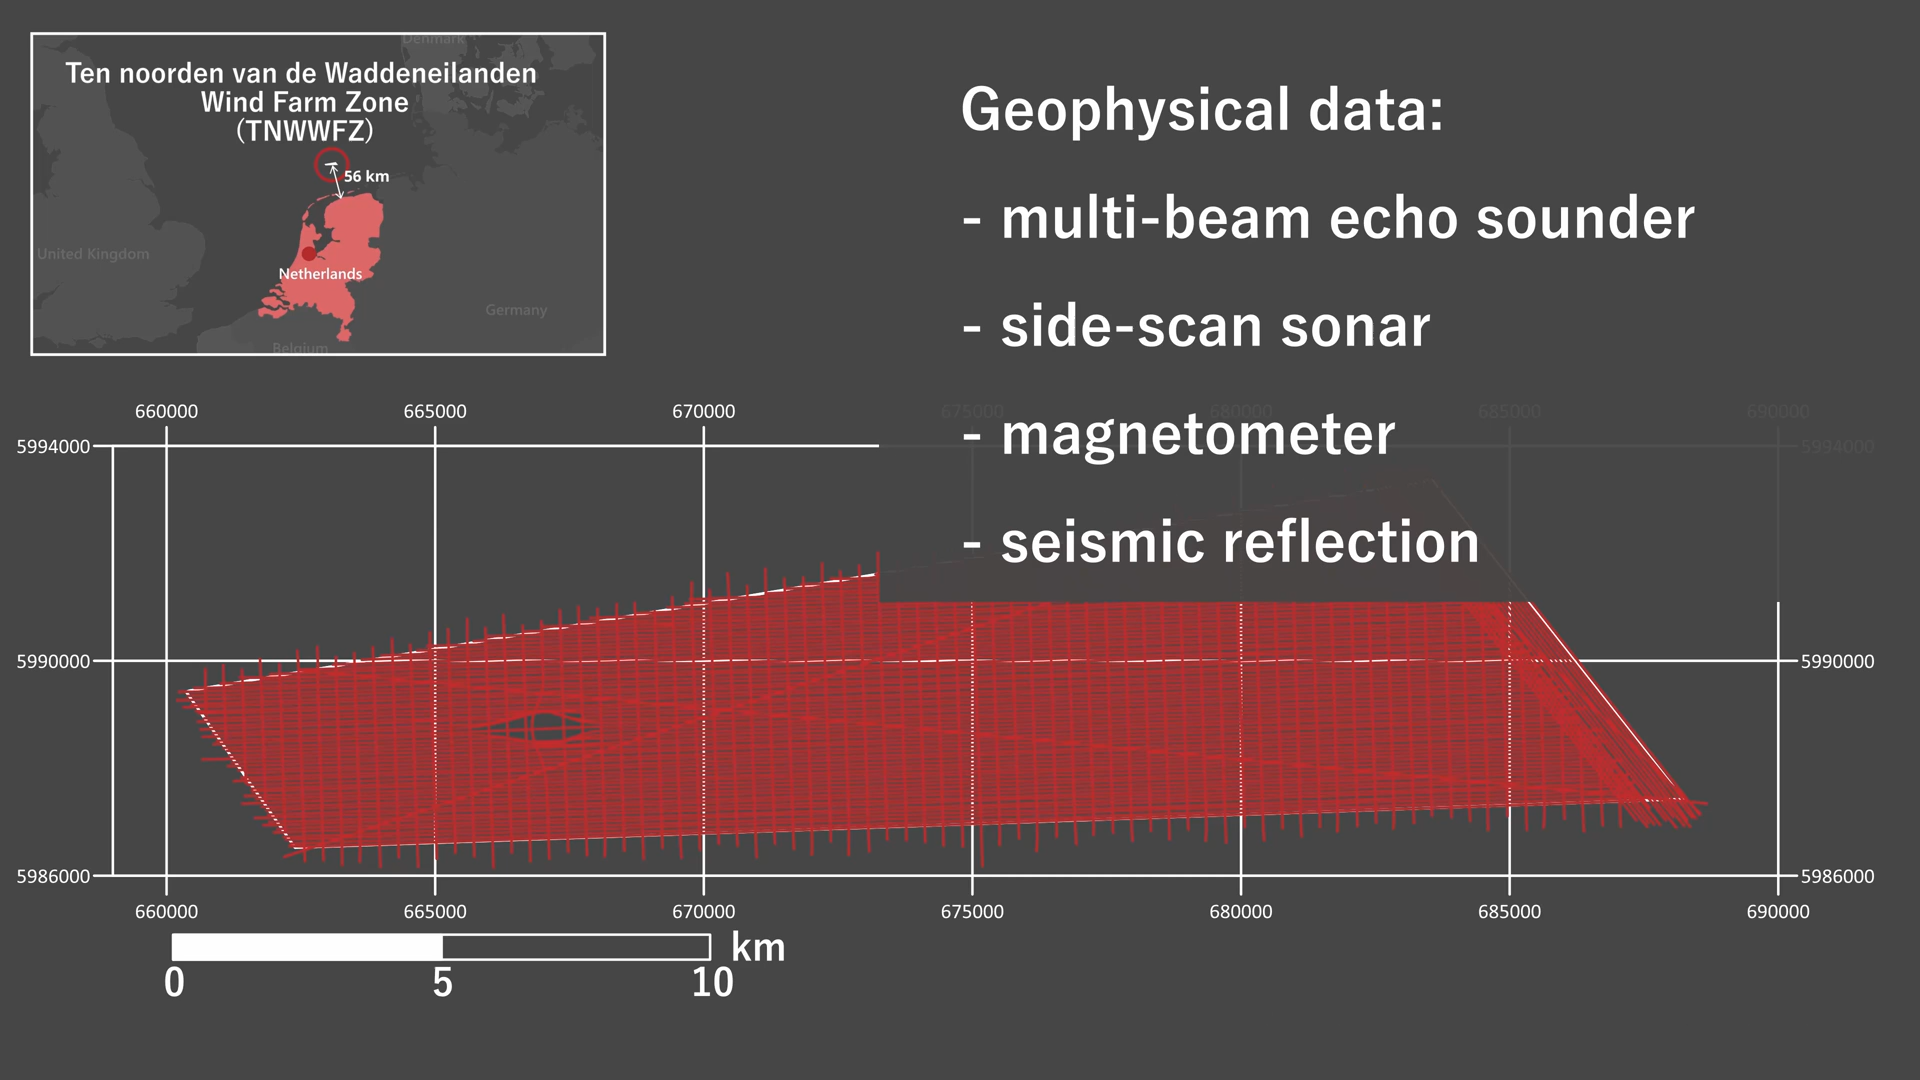 Denmark
Ten noorden van de Waddeneilanden
Wind Farm Zone
(TNWWFZ)
56 km
United Kingdom
Netherlands
Germany
Belgium
Geophysical data:
- multi-beam echo sounder
- side-scan sonar
- magnetometer
- seismic reflection
660000 665000 670000 675000 680000 685000 690000
5994000 5994000
5990000 5990000
5986000 5986000
660000 665000 670000 675000 680000 685000 690000
km
0 5 10